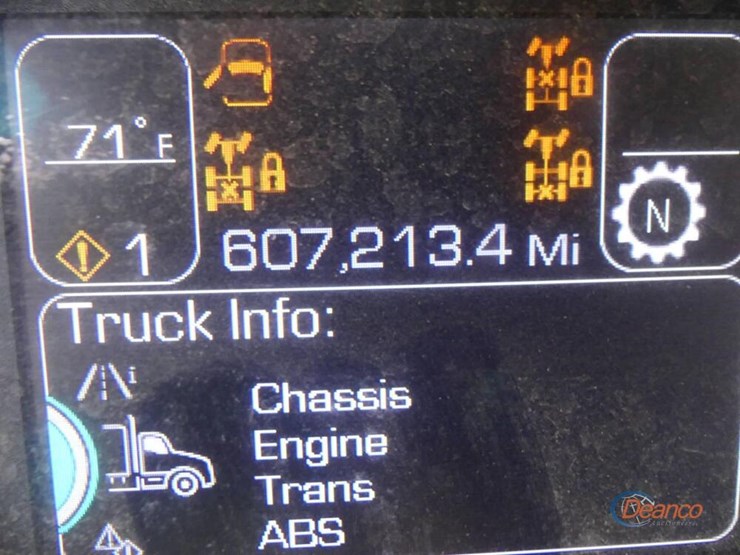 71° F
1
607,213.4 Mi
N
Truck Info:
i
Chassis
Engine
Trans
ABS
Deanco